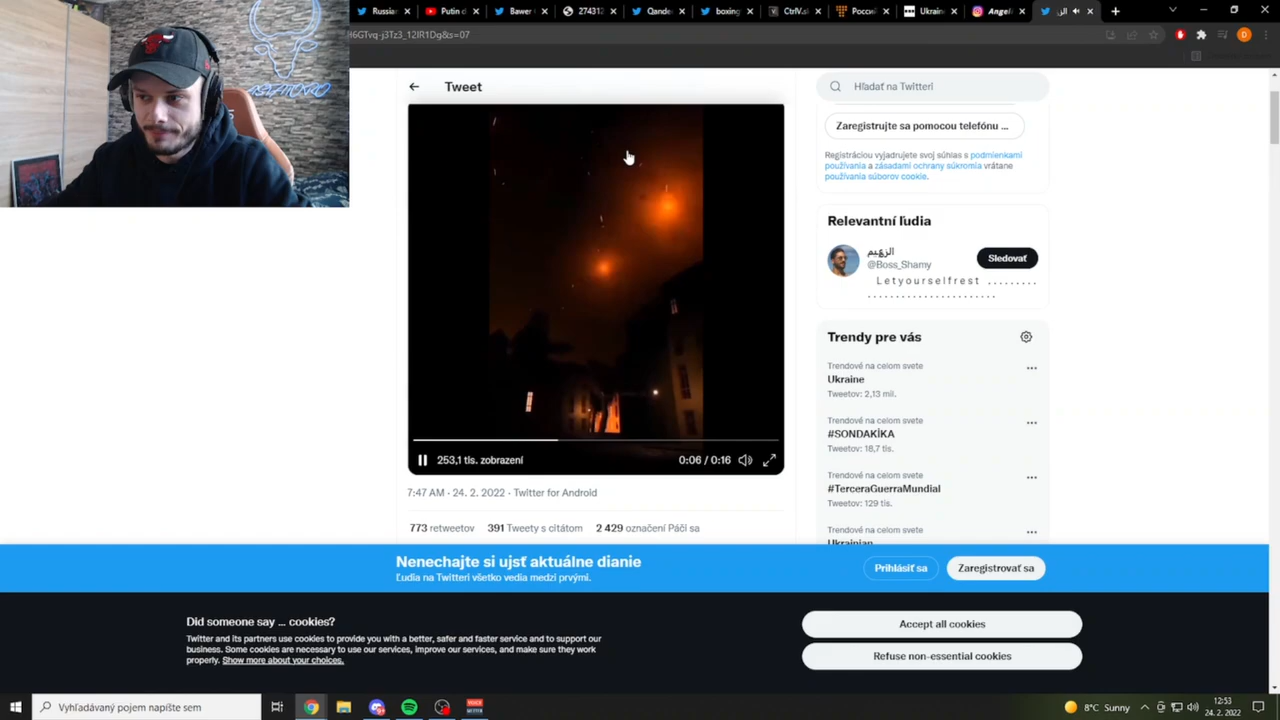 Russian
Putin d
Bawer
274312
Qande
boxing
CtrlV.sk
Ukrain
Angel
الز
6GTvq-j3Tz3_12IR1Dg&s=07
Tweet
Hľadať na Twitteri
Zaregistrujte sa pomocou telefónu ...
Registráciou vyjadrujete svoj súhlas s podmienkami
používania a zásadami ochrany súkromia vrátane
používania súborov cookie.
Relevantní ľudia
الزعيم
@Boss_Shamy
Sledovať
L e t y o u r s e l f r e s t . . . . . . . . .
. . . . . . . . . . . . . . . . . . . . . . .
Trendy pre vás
Trendové na celom svete
Ukraine
Tweetov: 2,13 mil.
Trendové na celom svete
#SONDAKİKA
Tweetov: 18,7 tis.
Trendové na celom svete
#TerceraGuerraMundial
Tweetov: 129 tis.
Trendové na celom svete
Ukrainian
253,1 tis. zobrazení
0:06 / 0:16
7:47 AM · 24. 2. 2022 · Twitter for Android
773 retweetov 391 Tweety s citátom 2 429 označení Páči sa
Nenechajte si ujsť aktuálne dianie
Ľudia na Twitteri všetko vedia medzi prvými.
Prihlásiť sa
Zaregistrovať sa
Did someone say … cookies?
Twitter and its partners use cookies to provide you with a better, safer and faster service and to support our
business. Some cookies are necessary to use our services, improve our services, and make sure they work
properly. Show more about your choices.
Accept all cookies
Refuse non-essential cookies
Vyhľadávaný pojem napíšte sem
8°C Sunny
12:53
24. 2. 2022